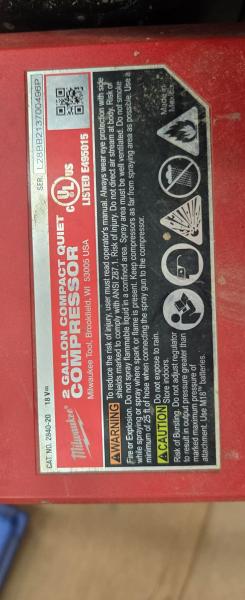 CAT. NO. 2840-20 18 V
SER. L28BB213700496P
Milwaukee
2 GALLON COMPACT QUIET
COMPRESSOR
Milwaukee Tool, Brookfield, WI 53005 USA
C UL US
LISTED E495015
WARNING To reduce the risk of injury, user must read operator's manual. Always wear eye protection with side
shields marked to comply with ANSI Z87.1. Risk of injury. Do not direct air stream at body. Risk of
Fire or Explosion. Do not spray flammable liquid in a confined area. Spray area must be well ventilated. Do not smoke
while spraying or spray where spark or flame is present. Keep compressors as far from spraying area as possible. Use a
minimum of 25 ft of hose when connecting the spray gun to the compressor.
CAUTION Do not expose to rain.
Store indoors.
Risk of Bursting. Do not adjust regulator
to result in output pressure greater than
marked maximum pressure of
attachment. Use M18™ batteries.
Made in
Mexico